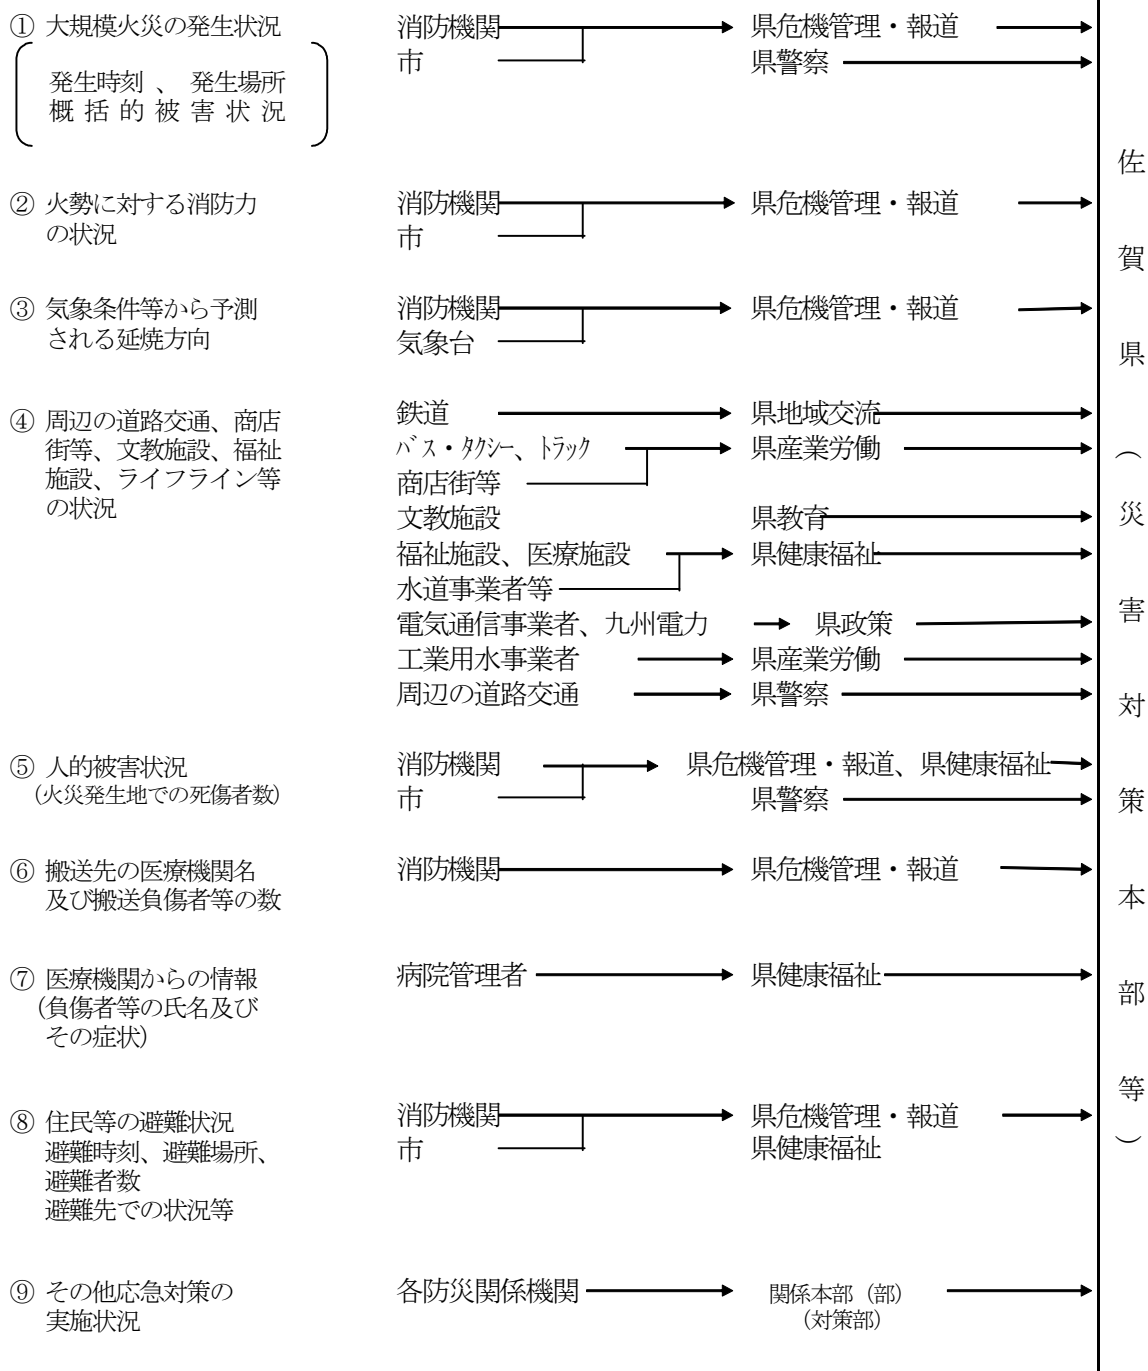 ① 大規模火災の発生状況 消防機関 県危機管理・報道
市 県警察
発生時刻 、 発生場所
概括的被害状況
② 火勢に対する消防力 消防機関 県危機管理・報道
の状況 市
③ 気象条件等から予測 消防機関 県危機管理・報道
される延焼方向 気象台
④ 周辺の道路交通、商店 鉄道 県地域交流
街等、文教施設、福祉 バス・タクシー、トラック 県産業労働
施設、ライフライン等 商店街等
の状況 文教施設 県教育
福祉施設、医療施設 県健康福祉
水道事業者等
電気通信事業者、九州電力 県政策
工業用水事業者 県産業労働
周辺の道路交通 県警察
⑤ 人的被害状況 消防機関 県危機管理・報道、県健康福祉
(火災発生地での死傷者数) 市 県警察
⑥ 搬送先の医療機関名 消防機関 県危機管理・報道
及び搬送負傷者等の数
⑦ 医療機関からの情報 病院管理者 県健康福祉
(負傷者等の氏名及び
その症状)
⑧ 住民等の避難状況 消防機関 県危機管理・報道
避難時刻、避難場所、 市 県健康福祉
避難者数
避難先での状況等
⑨ その他応急対策の 各防災関係機関 関係本部(部)
実施状況 (対策部)
佐賀県(災害対策本部等)